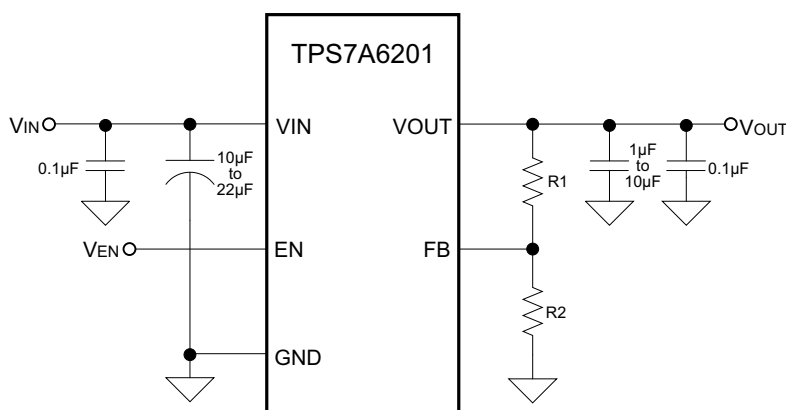 TPS7A6201
VIN
VIN
VOUT
VOUT
0.1µF
10µF
to
22µF
R1
1µF
to
10µF
0.1µF
VEN
EN
FB
R2
GND